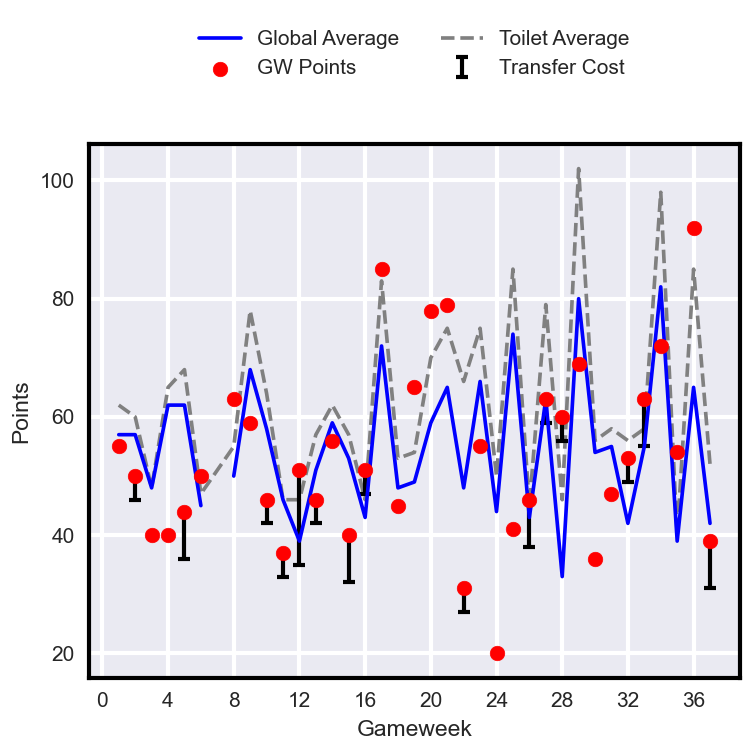 Global Average
Toilet Average
GW Points
Transfer Cost
100
80
60
40
20
Points
0 4 8 12 16 20 24 28 32 36
Gameweek